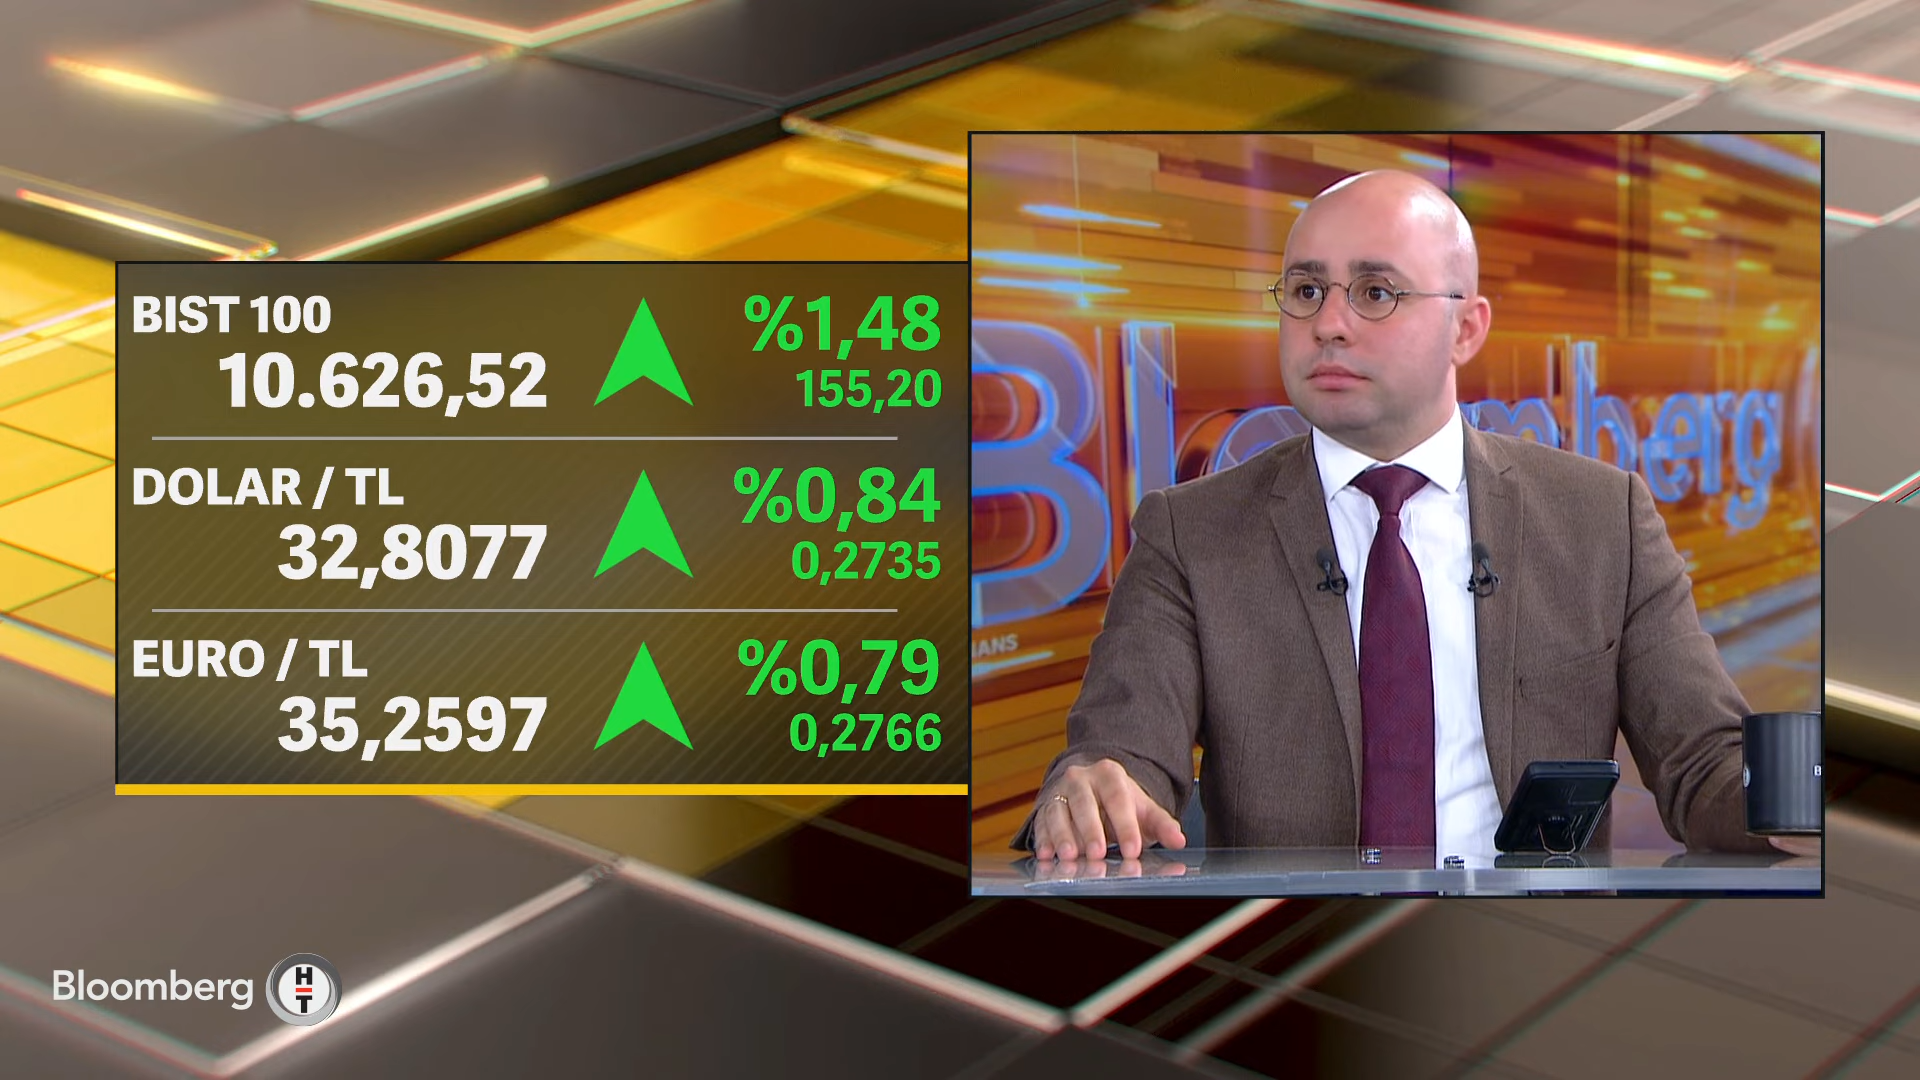 BIST 100
10.626,52
%1,48
155,20
DOLAR / TL
32,8077
%0,84
0,2735
EURO / TL
35,2597
%0,79
0,2766
Bloomberg
Bloomberg
HT